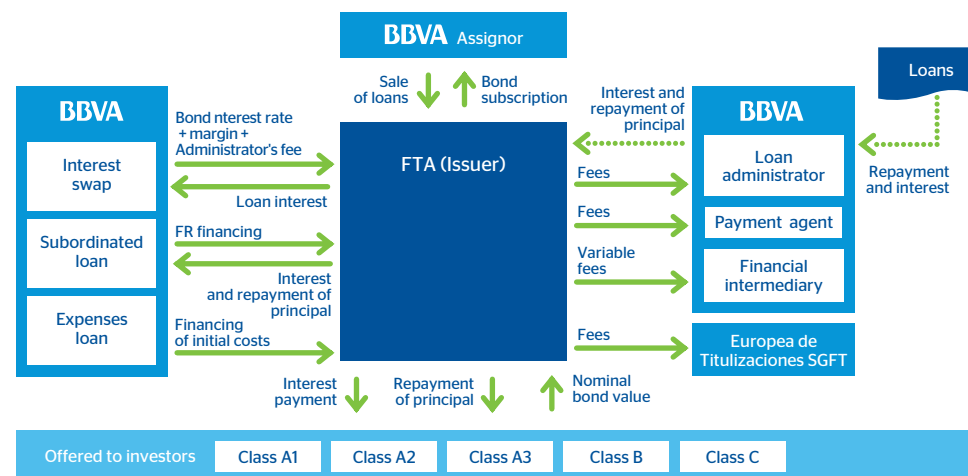 BBVA Assignor
Sale
of loans
Bond
subscription
Loans
BBVA
Interest
swap
Subordinated
loan
Expenses
loan
Bond nterest rate
+ margin +
Administrator's fee
Loan interest
FR financing
Interest
and repayment of
principal
Financing
of initial costs
FTA (Issuer)
Interest and
repayment of
principal
Fees
Fees
Variable
fees
Fees
BBVA
Loan
administrator
Payment agent
Financial
intermediary
Repayment
and interest
Europea de
Titulizaciones SGFT
Interest
payment
Repayment
of principal
Nominal
bond value
Offered to investors
Class A1
Class A2
Class A3
Class B
Class C